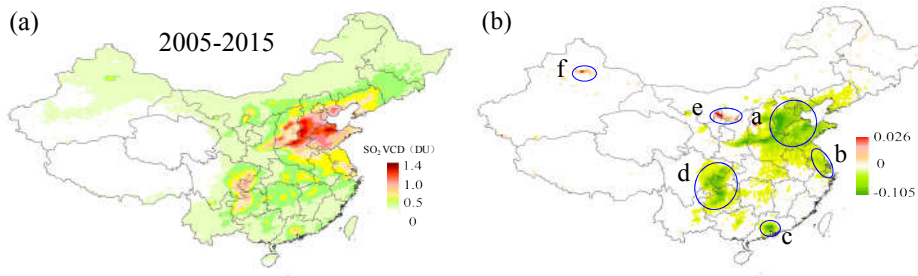 (a)
2005-2015
SO₂ VCD（DU）
1.4
1.0
0.5
0
(b)
f
e
a
b
d
c
0.026
0
-0.105